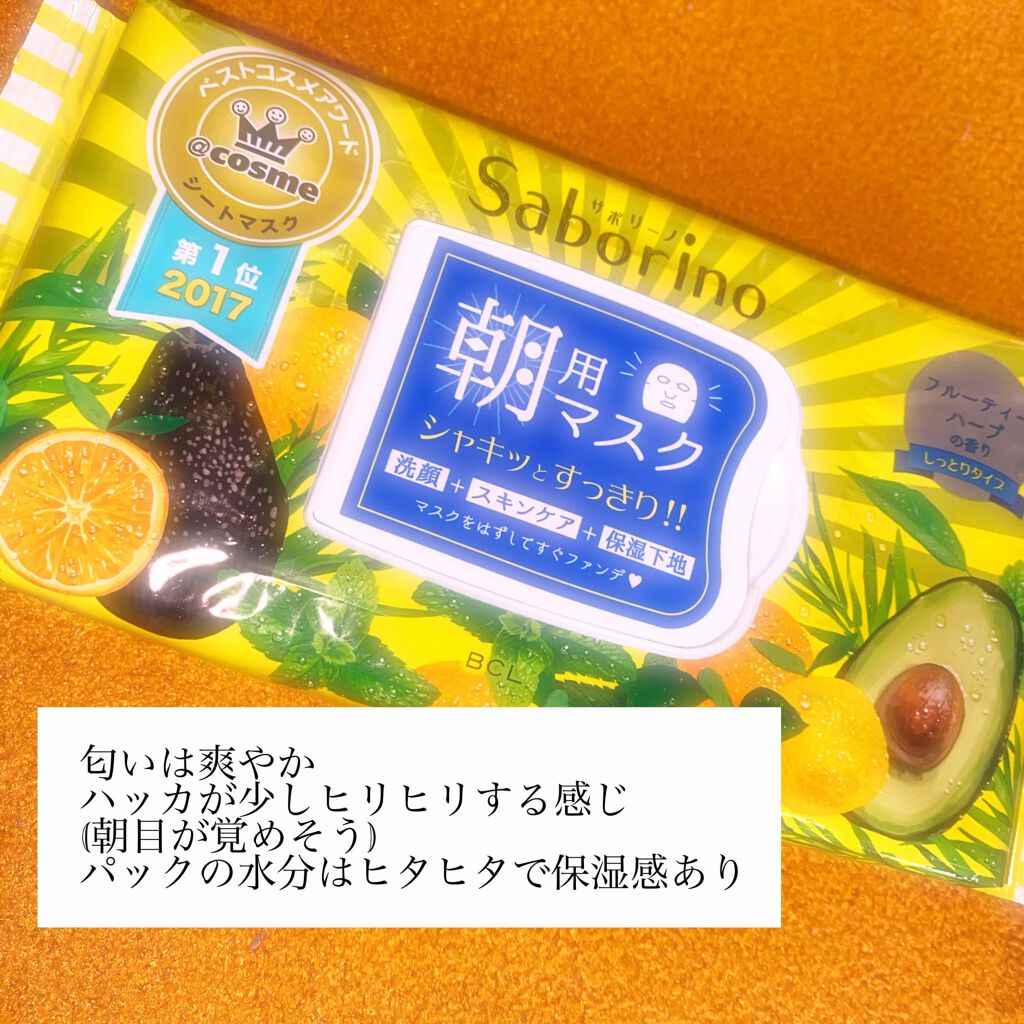 ベストコスメアワード
@cosme
シートマスク
第1位
2017
サボリーノ
Saborino
朝用マスク
シャキッとすっきり!!
洗顔+スキンケア+保湿下地
マスクをはずしてすぐファンデ♥
フルーティー
ハーブ
の香り
しっとりタイプ
BCL
匂いは爽やか
ハッカが少しヒリヒリする感じ
(朝目が覚めそう)
パックの水分はヒタヒタで保湿感あり